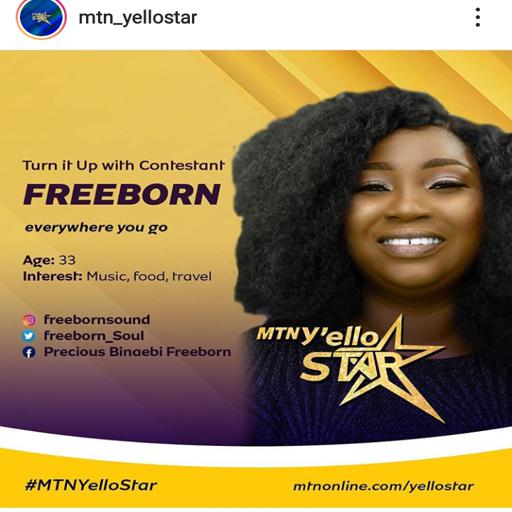 mtn_yellostar
Turn it Up with Contestant
FREEBORN
everywhere you go
Age: 33
Interest: Music, food, travel
freebornsound
freeborn_Soul
Precious Binaebi Freeborn
MTN Y'ello
STAR
#MTNYelloStar
mtnonline.com/yellostar